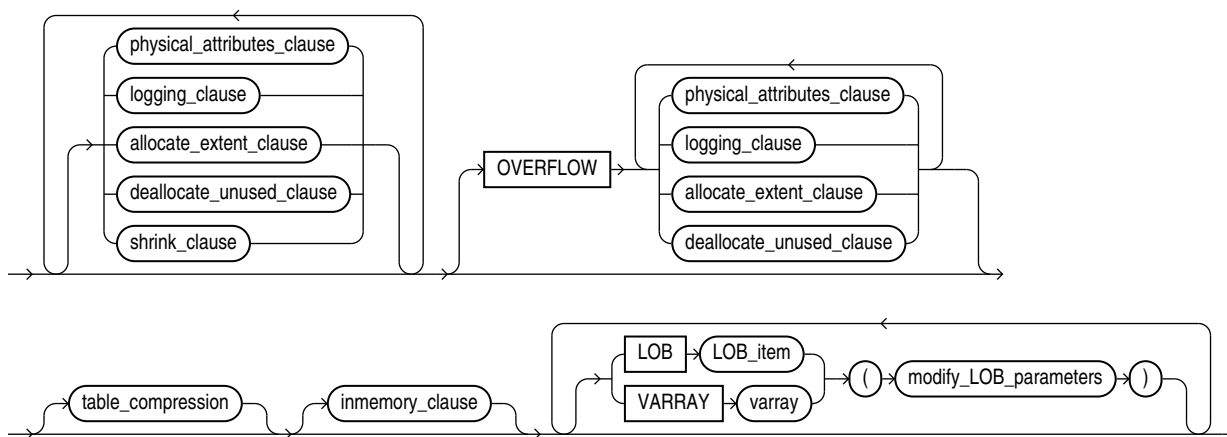 physical_attributes_clause
logging_clause
allocate_extent_clause
deallocate_unused_clause
shrink_clause
OVERFLOW
physical_attributes_clause
logging_clause
allocate_extent_clause
deallocate_unused_clause
table_compression
inmemory_clause
LOB LOB_item
VARRAY varray
( modify_LOB_parameters )